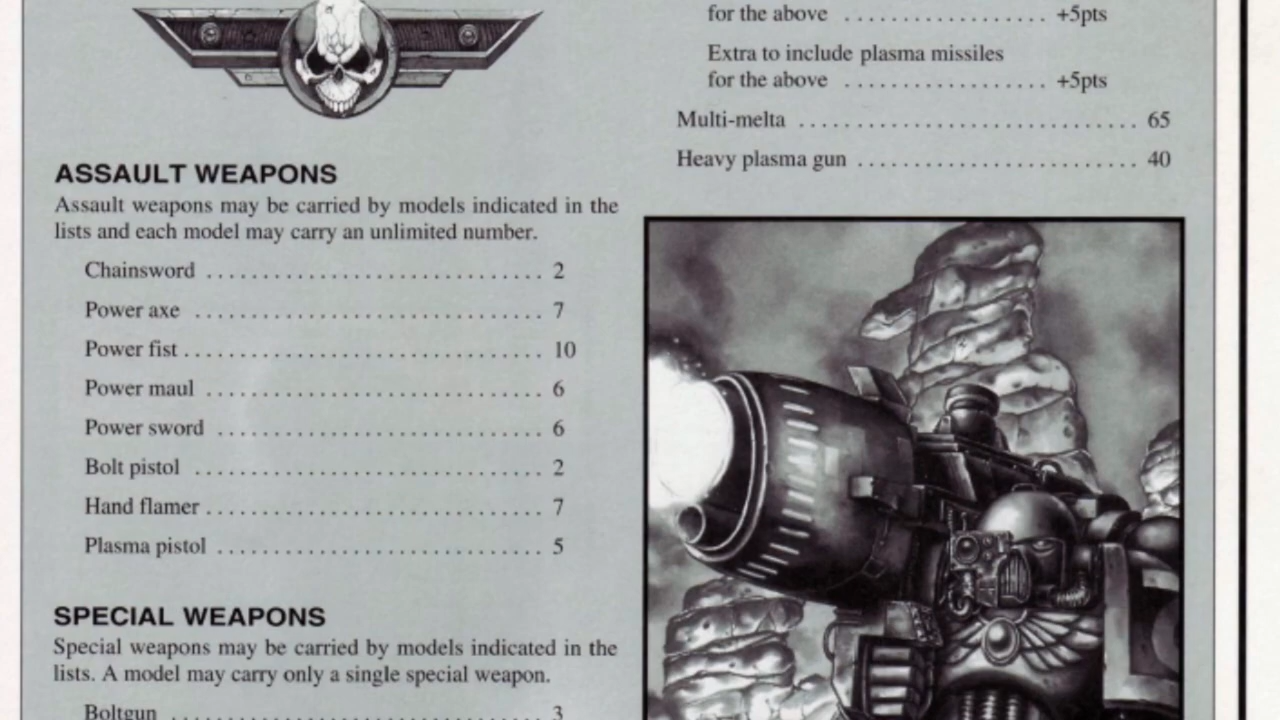 ASSAULT WEAPONS
Assault weapons may be carried by models indicated in the
lists and each model may carry an unlimited number.
Chainsword ............................. 2
Power axe .............................. 7
Power fist ............................... 10
Power maul ............................. 6
Power sword ............................ 6
Bolt pistol .............................. 2
Hand flamer ............................. 7
Plasma pistol ............................ 5
SPECIAL WEAPONS
Special weapons may be carried by models indicated in the
lists. A model may carry only a single special weapon.
Boltgun ................................ 3
for the above .................. +5pts
Extra to include plasma missiles
for the above .................. +5pts
Multi-melta ............................. 65
Heavy plasma gun ........................ 40